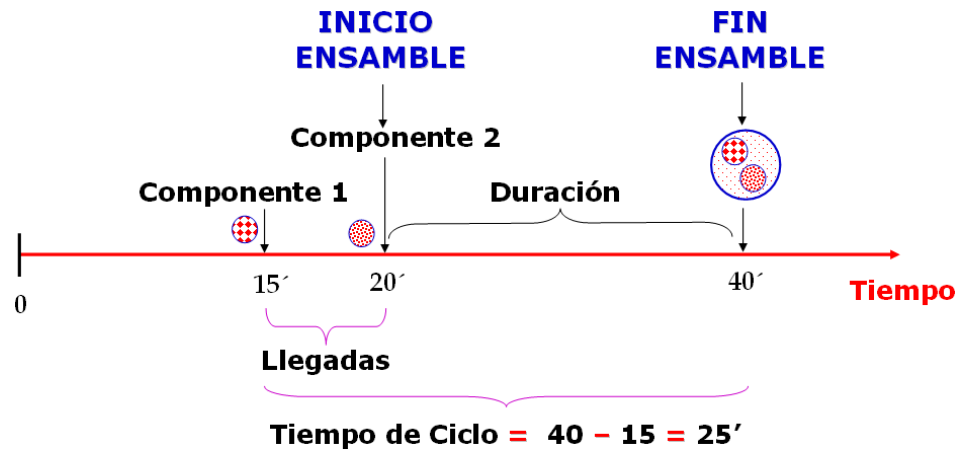 INICIO
ENSAMBLE
FIN
ENSAMBLE
Componente 2
Componente 1
Duración
0
15´
20´
40´
Tiempo
Llegadas
Tiempo de Ciclo = 40 – 15 = 25’